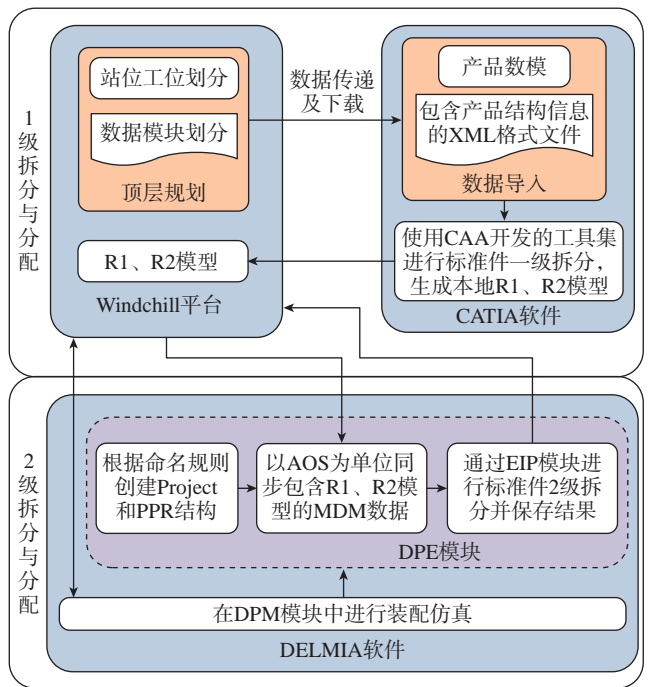 1级拆分与分配
站位工位划分
数据模块划分
顶层规划
R1、R2模型
Windchill平台
数据传递
及下载
产品数模
包含产品结构信息
的XML格式文件
数据导入
使用CAA开发的工具集
进行标准件一级拆分，
生成本地R1、R2模型
CATIA软件
2级拆分与分配
根据命名规则
创建Project
和PPR结构
以AOS为单位同
步包含R1、R2模
型的MDM数据
通过EIP模块进
行标准件2级拆
分并保存结果
DPE模块
在DPM模块中进行装配仿真
DELMIA软件